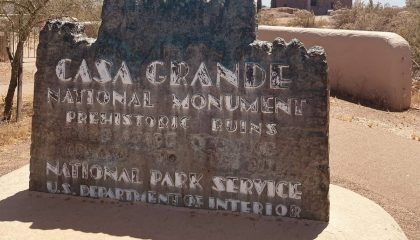 CASA GRANDE
NATIONAL MONUMENT
PREHISTORIC RUINS
NATIONAL PARK SERVICE
U.S. DEPARTMENT OF INTERIOR